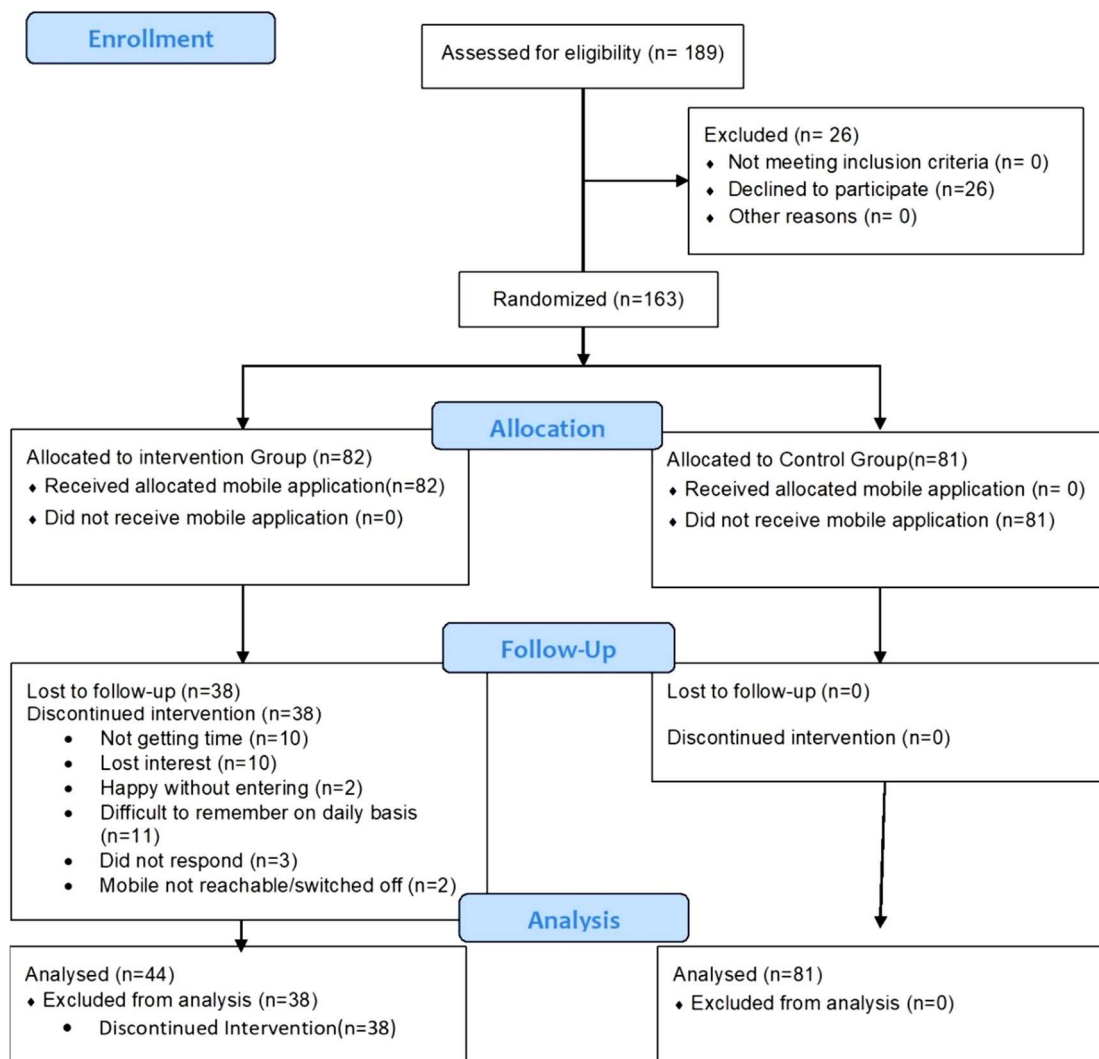 Enrollment
Assessed for eligibility (n= 189)
Excluded (n= 26)
♦ Not meeting inclusion criteria (n= 0)
♦ Declined to participate (n=26)
♦ Other reasons (n= 0)
Randomized (n=163)
Allocation
Allocated to intervention Group (n=82)
♦ Received allocated mobile application(n=82)
♦ Did not receive mobile application (n=0)
Allocated to Control Group(n=81)
♦ Received allocated mobile application (n= 0)
♦ Did not receive mobile application (n=81)
Follow-Up
Lost to follow-up (n=38)
Discontinued intervention (n=38)
• Not getting time (n=10)
• Lost interest (n=10)
• Happy without entering (n=2)
• Difficult to remember on daily basis
(n=11)
• Did not respond (n=3)
• Mobile not reachable/switched off (n=2)
Lost to follow-up (n=0)
Discontinued intervention (n=0)
Analysis
Analysed (n=44)
♦ Excluded from analysis (n=38)
• Discontinued Intervention(n=38)
Analysed (n=81)
♦ Excluded from analysis (n=0)